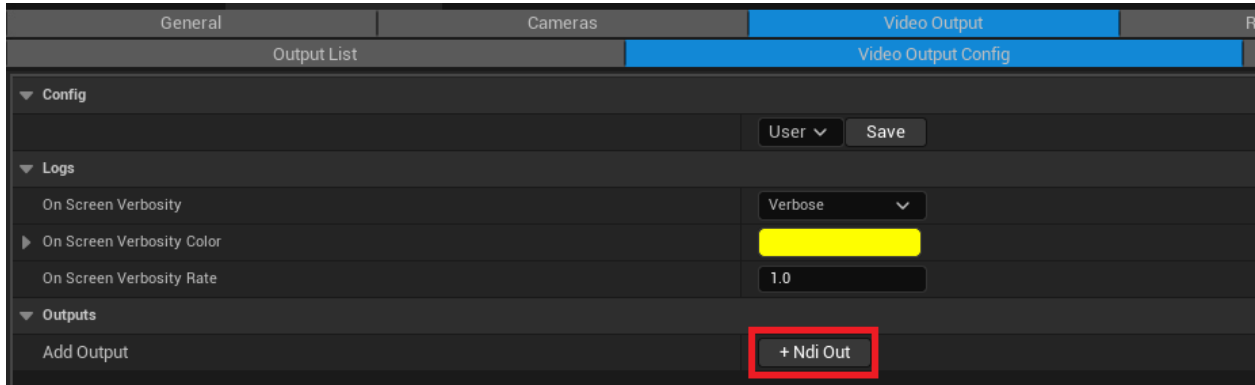 General Cameras Video Output R
Output List Video Output Config
Config
User Save
Logs
On Screen Verbosity Verbose
On Screen Verbosity Color
On Screen Verbosity Rate 1.0
Outputs
Add Output + Ndi Out